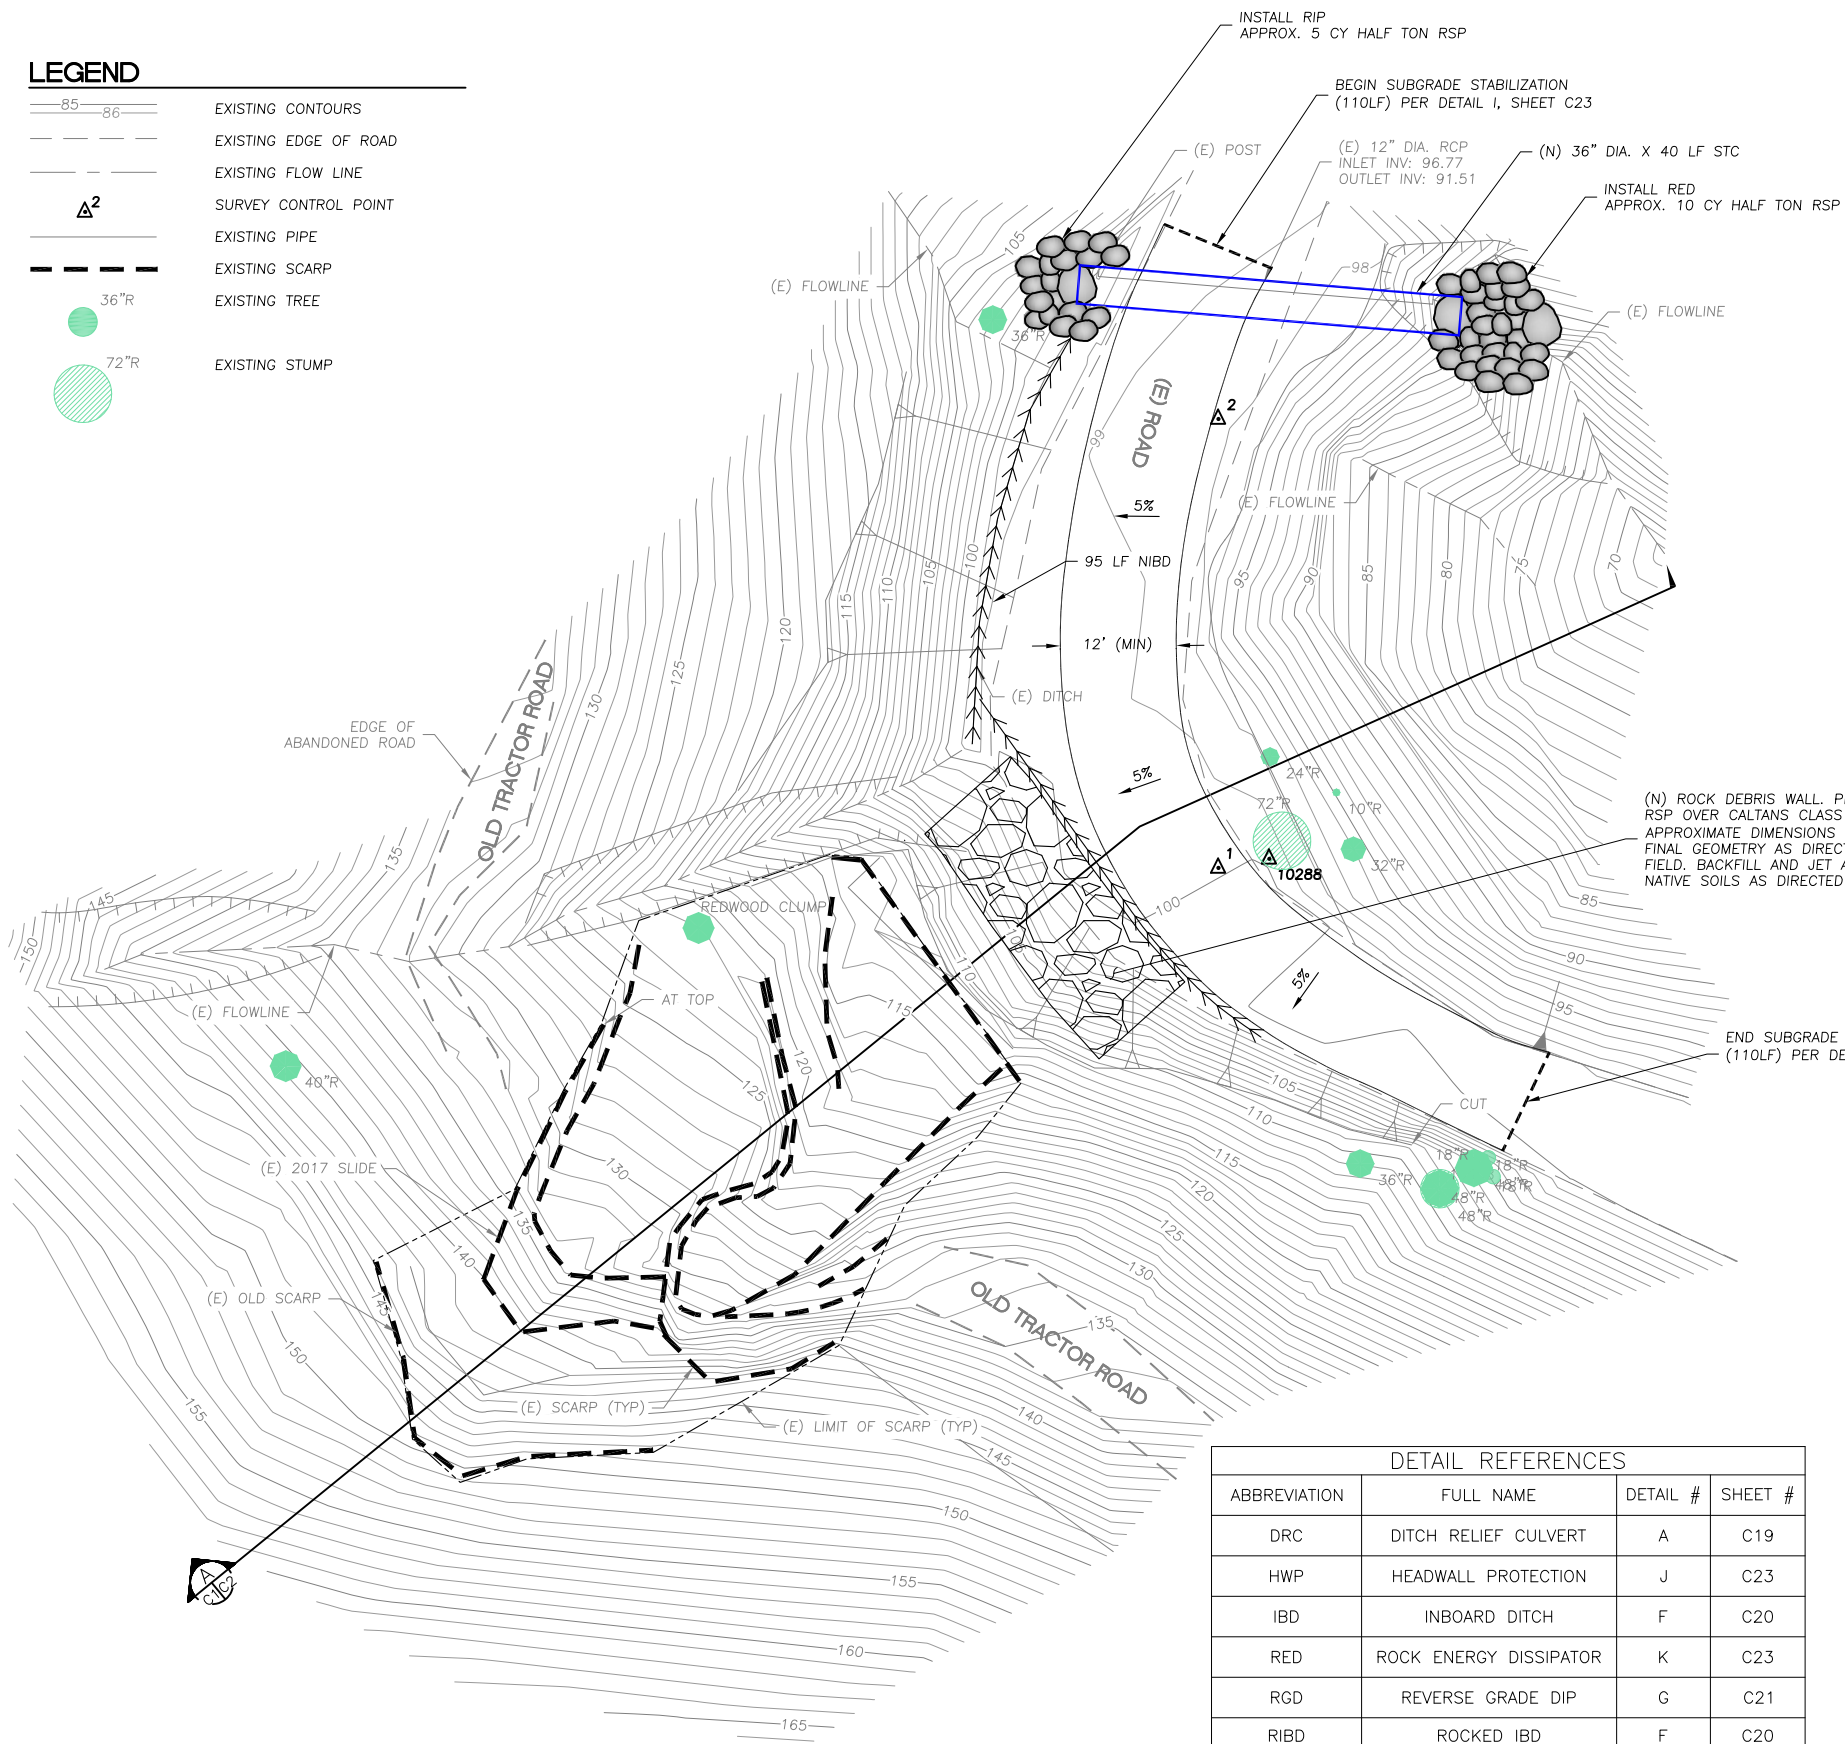 LEGEND
85
86
EXISTING CONTOURS
EXISTING EDGE OF ROAD
EXISTING FLOW LINE
2
SURVEY CONTROL POINT
EXISTING PIPE
EXISTING SCARP
36"R
EXISTING TREE
72"R
EXISTING STUMP
INSTALL RIP
APPROX. 5 CY HALF TON RSP
BEGIN SUBGRADE STABILIZATION
(110LF) PER DETAIL I, SHEET C23
(E) POST
(E) 12" DIA. RCP
INLET INV: 96.77
OUTLET INV: 91.51
(N) 36" DIA. X 40 LF STC
INSTALL RED
APPROX. 10 CY HALF TON RSP
105
(E) FLOWLINE
98
(E) FLOWLINE
36"R
(E) ROAD
99
2
5%
(E) FLOWLINE
100
105
110
115
120
125
130
95 LF NIBD
95
90
85
80
75
70
12' (MIN)
(E) DITCH
OLD TRACTOR ROAD
EDGE OF
ABANDONED ROAD
5%
24"R
10"R
72"R
32"R
1
10288
(N) ROCK DEBRIS WALL. P
RSP OVER CALTANS CLASS
APPROXIMATE DIMENSIONS
FINAL GEOMETRY AS DIRECT
FIELD. BACKFILL AND JET A
NATIVE SOILS AS DIRECTED
135
145
150
REDWOOD CLUMP
100
85
90
95
105
110
115
120
125
130
135
AT TOP
(E) FLOWLINE
40"R
5%
END SUBGRADE
(110LF) PER DE
105
110
CUT
(E) 2017 SLIDE
140
145
(E) OLD SCARP
150
155
115
120
125
130
135
36"R
18"R
18"R
48"R
48"R
OLD TRACTOR ROAD
(E) SCARP (TYP)
(E) LIMIT OF SCARP (TYP)
140
145
150
155
160
165
A
C1
C2
DETAIL REFERENCES
ABBREVIATION FULL NAME DETAIL # SHEET #
DRC DITCH RELIEF CULVERT A C19
HWP HEADWALL PROTECTION J C23
IBD INBOARD DITCH F C20
RED ROCK ENERGY DISSIPATOR K C23
RGD REVERSE GRADE DIP G C21
RIBD ROCKED IBD F C20